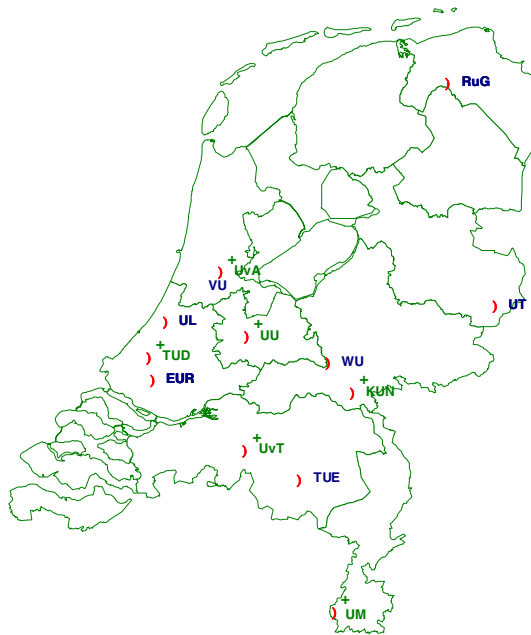 RuG
+
UvA
VU
UT
UL
+
UU
+
TUD
WU
EUR
+
KUN
+
UvT
TUE
+
UM